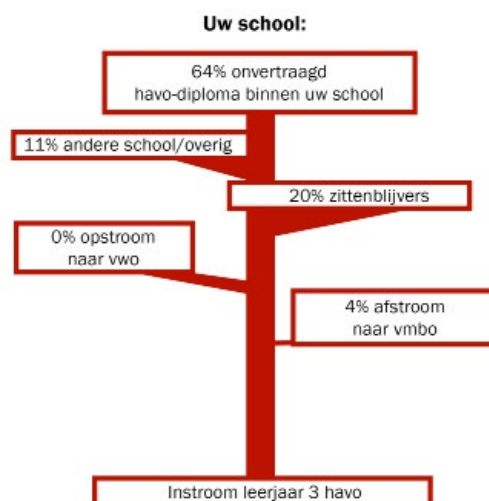 Uw school:
64% onvertraagd
havo-diploma binnen uw school
11% andere school/overig
20% zittenblijvers
0% opstroom
naar vwo
4% afstroom
naar vmbo
Instroom leerjaar 3 havo